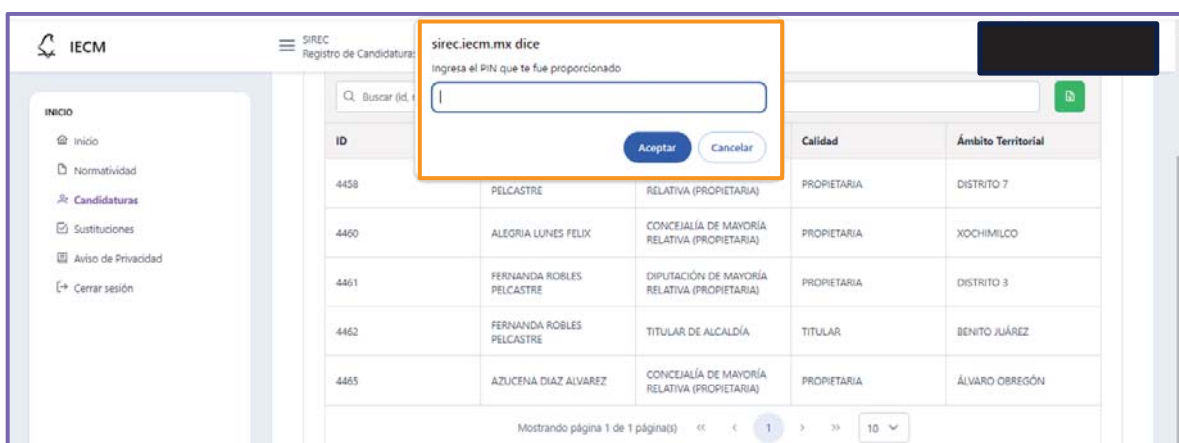 IECM
SIREC
Registro de Candidatura
sirec.iecm.mx dice
Ingresa el PIN que te fue proporcionado
Aceptar
Cancelar
INICIO
Inicio
Normatividad
Candidaturas
Sustituciones
Aviso de Privacidad
Cerrar sesión
Buscar (id,
ID
Calidad
Ámbito Territorial
4458
PELCASTRE
RELATIVA (PROPIETARIA)
PROPIETARIA
DISTRITO 7
4460
ALEGRIA LUNES FELIX
CONCEJALÍA DE MAYORÍA
RELATIVA (PROPIETARIA)
PROPIETARIA
XOCHIMILCO
4461
FERNANDA ROBLES
PELCASTRE
DIPUTACIÓN DE MAYORÍA
RELATIVA (PROPIETARIA)
PROPIETARIA
DISTRITO 3
4462
FERNANDA ROBLES
PELCASTRE
TITULAR DE ALCALDÍA
TITULAR
BENITO JUÁREZ
4465
AZUCENA DIAZ ALVAREZ
CONCEJALÍA DE MAYORÍA
RELATIVA (PROPIETARIA)
PROPIETARIA
ÁLVARO OBREGÓN
Mostrando página 1 de 1 página(s) « ‹ 1 › » 10